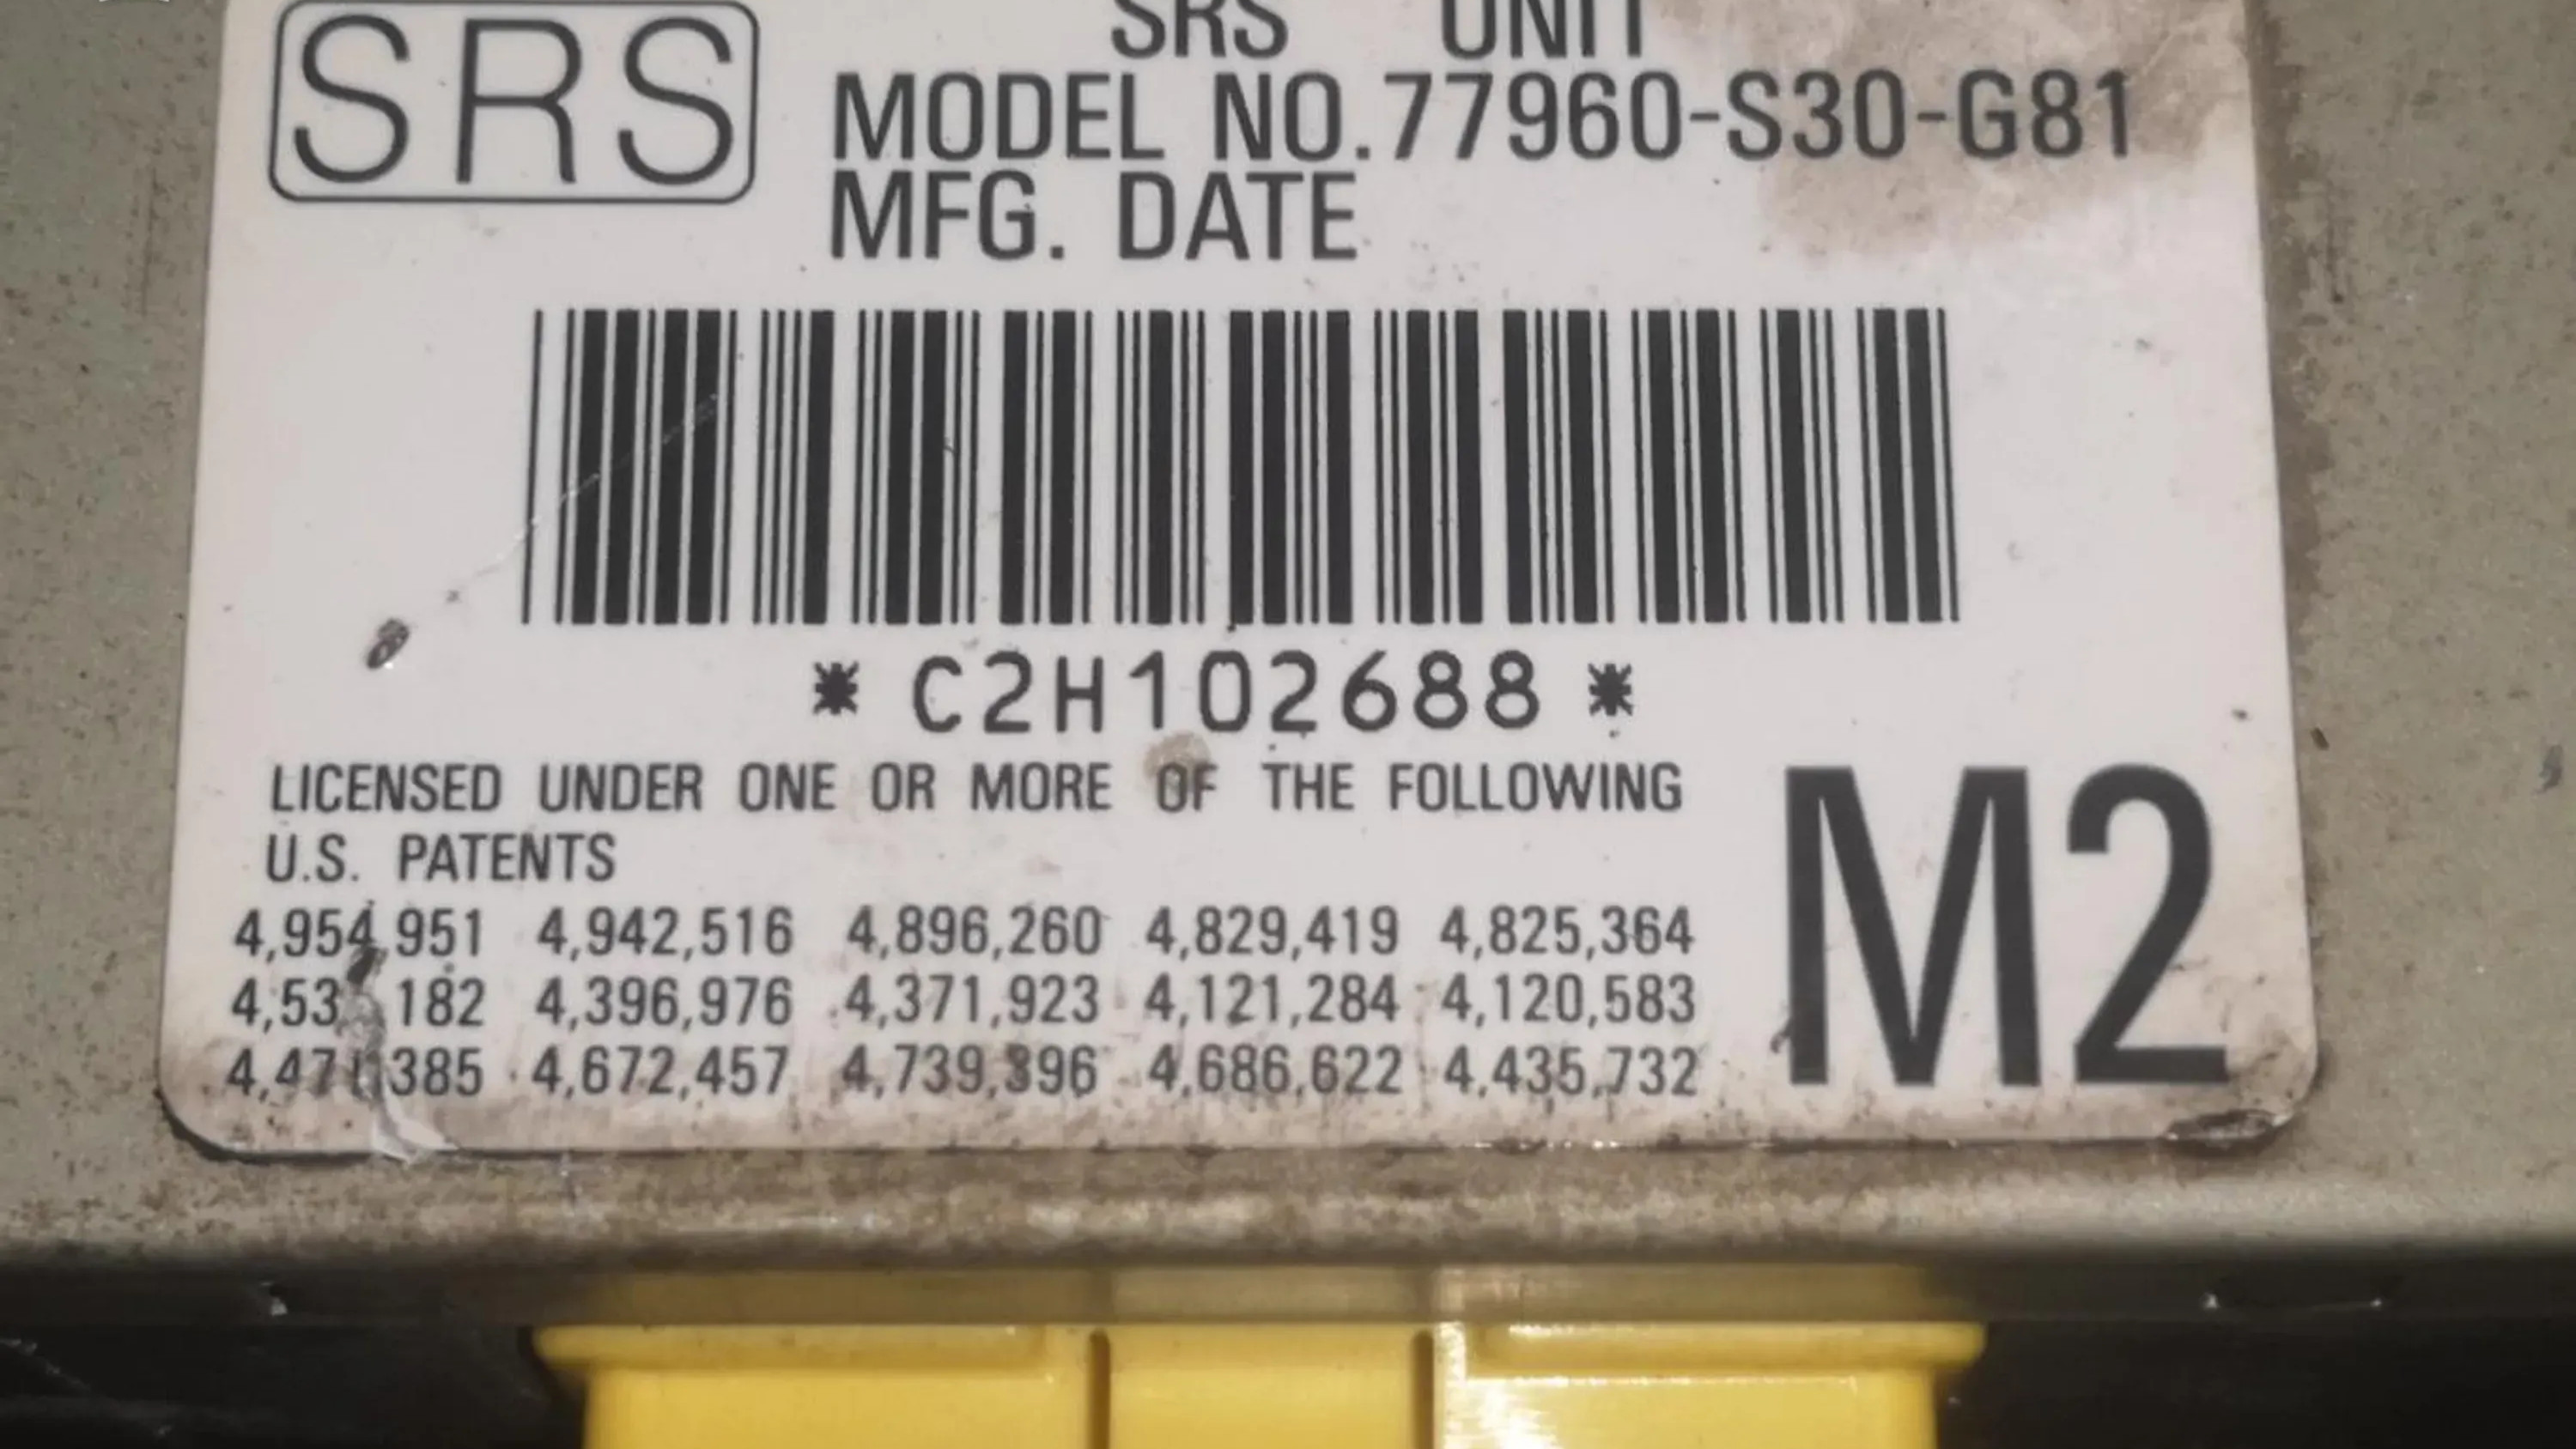 SRS
SRS UNIT
MODEL NO.77960-S30-G81
MFG. DATE
* C2H102688 *
LICENSED UNDER ONE OR MORE OF THE FOLLOWING
U.S. PATENTS
4,954,951 4,942,516 4,896,260 4,829,419 4,825,364
4,396,976 4,371,923 4,121,284 4,120,583
4,672,457 4,739,396 4,686,622 4,435,732
M2